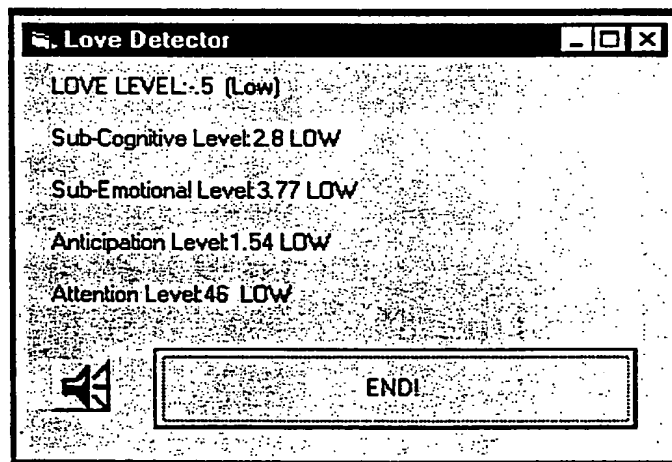 Love Detector
LOVE LEVEL:-.5 (Low)
Sub-Cognitive Level:2.8 LOW
Sub-Emotional Level:3.77 LOW
Anticipation Level:1.54 LOW
Attention Level:46 LOW
END!